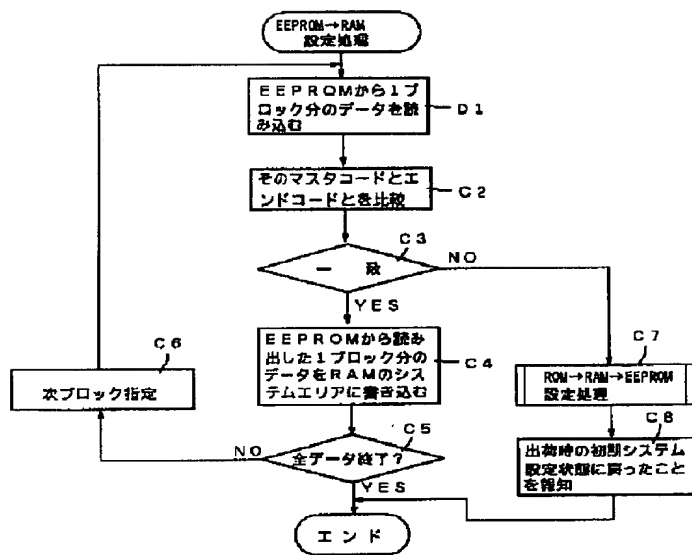 EEPROM→RAM
設定処理
EEPROMから1ブ
ロック分のデータを読
み込む
D1
そのマスタコードとエ
ンドコードとを比較
C2
C3
一 致
NO
YES
EEPROMから読み
出した1ブロック分の
データをRAMのシス
テムエリアに書き込む
C4
C6
次ブロック指定
C7
ROM→RAM→EEPROM
設定処理
C5
全データ終了?
NO
YES
C8
出荷時の初期システム
設定状態に戻ったこと
を報知
エンド